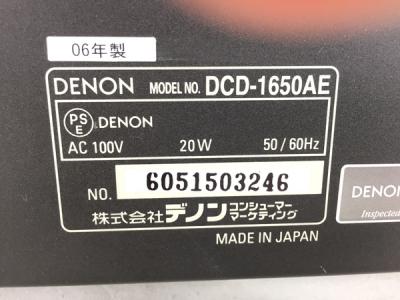 06年製
DENON MODEL NO. DCD-1650AE
PS E DENON
AC 100V 20W 50/60Hz
NO. 6051503246
株式会社デノン コンシューマー マーケティング
MADE IN JAPAN
DENON
Inspected